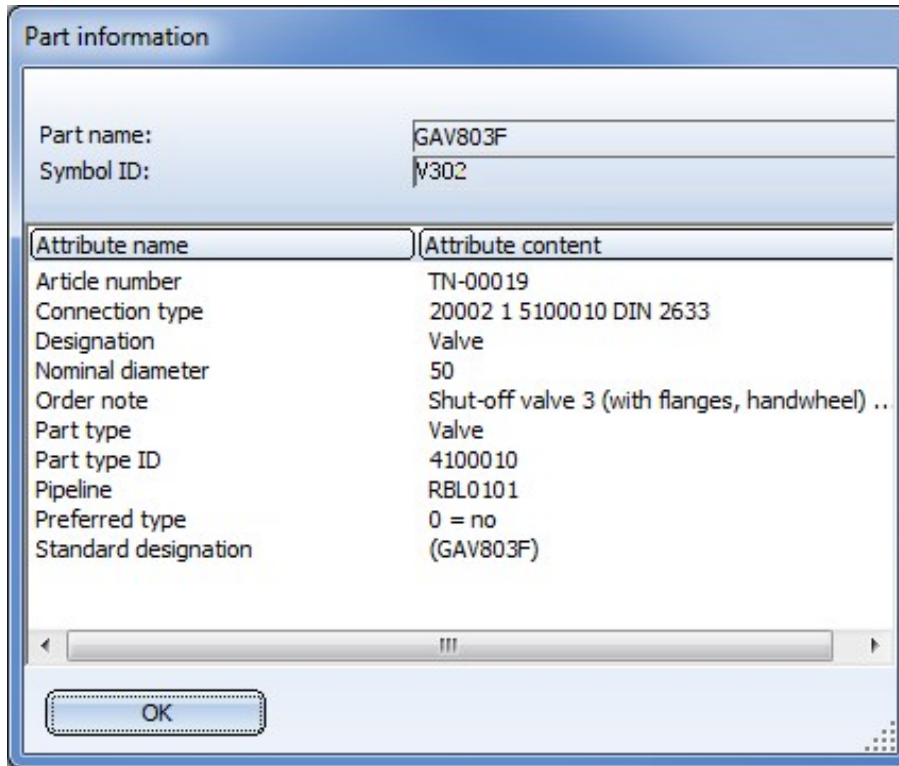 Part information
Part name: GAV803F
Symbol ID: V302
Attribute name Attribute content
Article number TN-00019
Connection type 20002 1 5100010 DIN 2633
Designation Valve
Nominal diameter 50
Order note Shut-off valve 3 (with flanges, handwheel) ...
Part type Valve
Part type ID 4100010
Pipeline RBL0101
Preferred type 0 = no
Standard designation (GAV803F)
OK